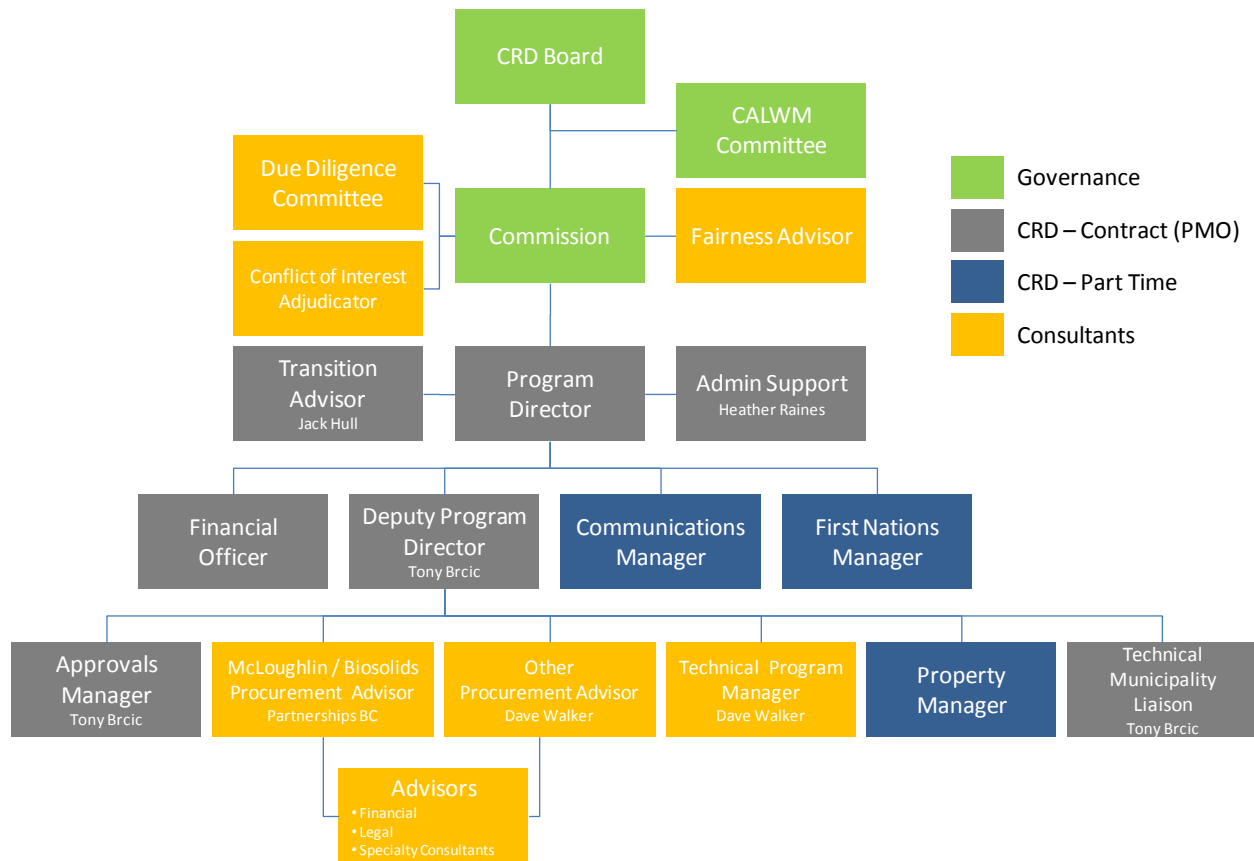 CRD Board
CALWM
Committee
Due Diligence
Committee
Commission
Fairness Advisor
Conflict of Interest
Adjudicator
Governance
CRD – Contract (PMO)
CRD – Part Time
Consultants
Transition
Advisor
Jack Hull
Program
Director
Admin Support
Heather Raines
Financial
Officer
Deputy Program
Director
Tony Brcic
Communications
Manager
First Nations
Manager
Approvals
Manager
Tony Brcic
McLoughlin / Biosolids
Procurement Advisor
Partnerships BC
Other
Procurement Advisor
Dave Walker
Technical Program
Manager
Dave Walker
Property
Manager
Technical
Municipality
Liaison
Tony Brcic
Advisors
• Financial
• Legal
• Specialty Consultants